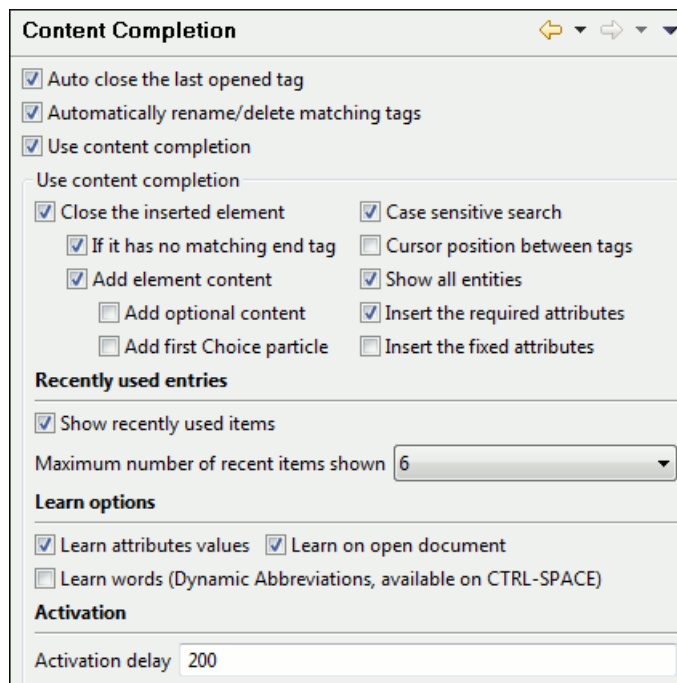 Content Completion
Auto close the last opened tag
Automatically rename/delete matching tags
Use content completion
Use content completion
Close the inserted element
Case sensitive search
If it has no matching end tag
Cursor position between tags
Add element content
Show all entities
Add optional content
Insert the required attributes
Add first Choice particle
Insert the fixed attributes
Recently used entries
Show recently used items
Maximum number of recent items shown 6
Learn options
Learn attributes values Learn on open document
Learn words (Dynamic Abbreviations, available on CTRL-SPACE)
Activation
Activation delay 200